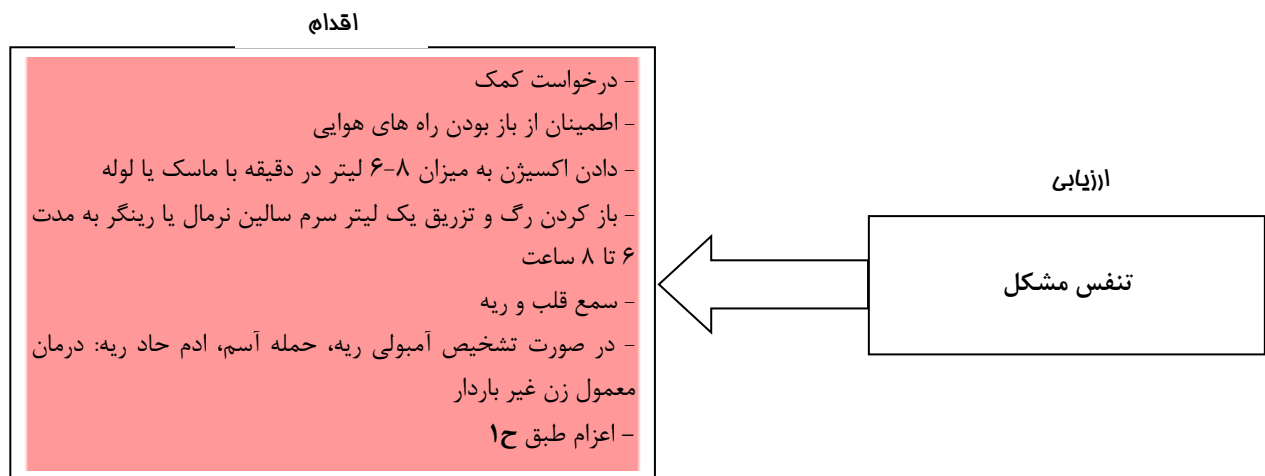 اقدام
- درخواست کمک
- اطمینان از باز بودن راه های هوایی
- دادن اکسیژن به میزان ۸-۶ لیتر در دقیقه با ماسک یا لوله
- باز کردن رگ و تزریق یک لیتر سرم سالین نرمال یا رینگر به مدت
۶ تا ۸ ساعت
- سمع قلب و ریه
- در صورت تشخیص آمبولی ریه، حمله آسم، ادم حاد ریه: درمان
معمول زن غیر باردار
- اعزام طبق ح۱
ارزیابی
تنفس مشکل